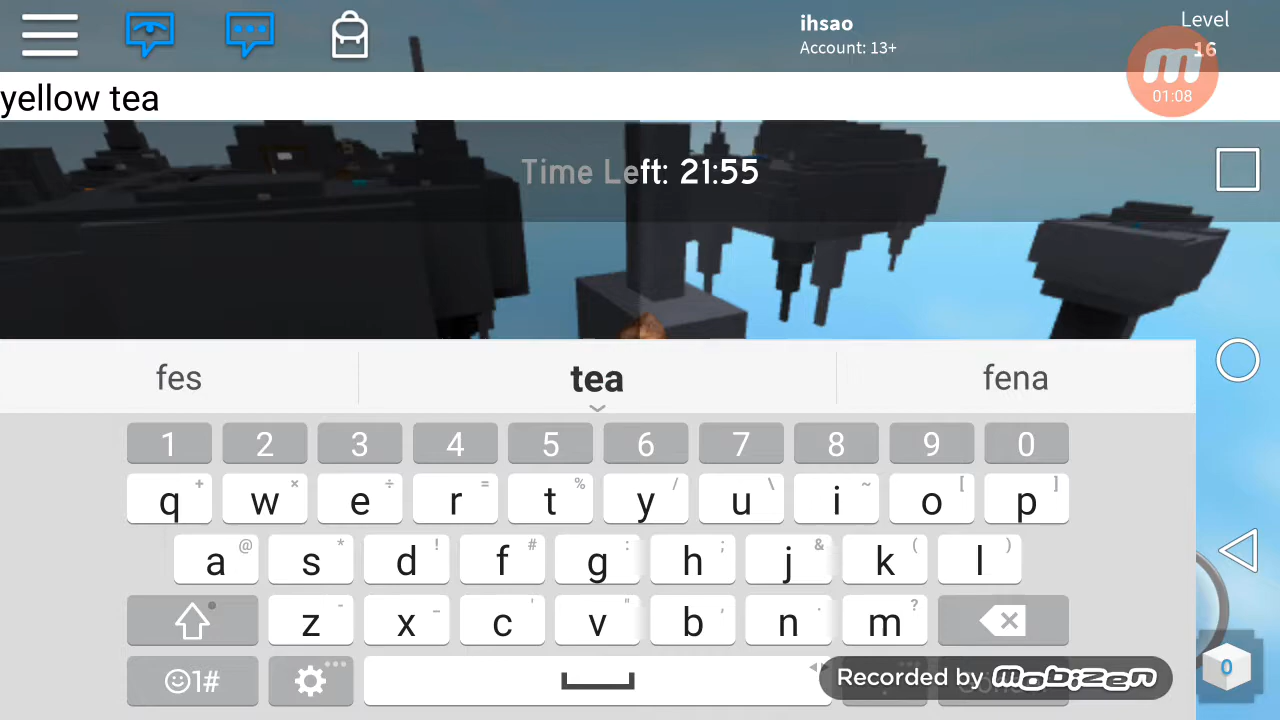 ihsao
Account: 13+
Level
16
m
01:08
yellow tea
Time Left: 21:55
fes
tea
fena
1 2 3 4 5 6 7 8 9 0
q + w × e ÷ r = t % y / u \ i ~ o [ p ]
a @ s * d ! f # g : h ; j & k ( l )
z - x _ c ' v " b , n . m ?
1#
Recorded by mobizen
0